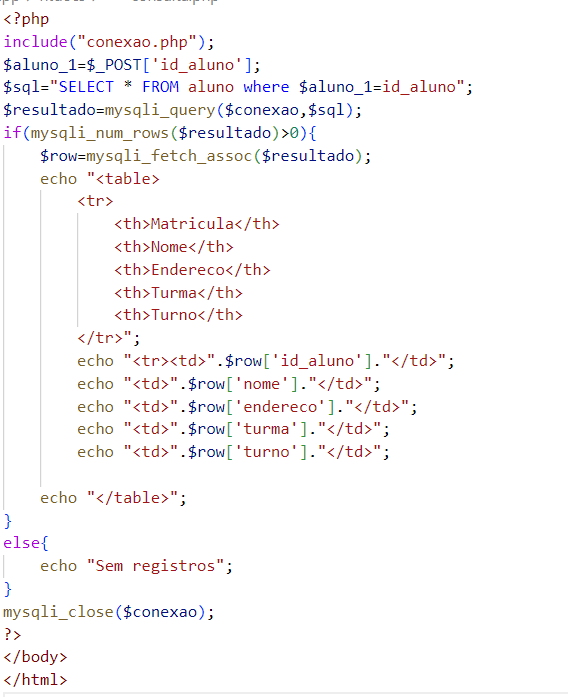 <?php
include("conexao.php");
$aluno_1=$_POST['id_aluno'];
$sql="SELECT * FROM aluno where $aluno_1=id_aluno";
$resultado=mysqli_query($conexao,$sql);
if(mysqli_num_rows($resultado)>0){
    $row=mysqli_fetch_assoc($resultado);
    echo "<table>
        <tr>
            <th>Matricula</th>
            <th>Nome</th>
            <th>Endereco</th>
            <th>Turma</th>
            <th>Turno</th>
        </tr>";
        echo "<tr><td>".$row['id_aluno']."</td>";
        echo "<td>".$row['nome']."</td>";
        echo "<td>".$row['endereco']."</td>";
        echo "<td>".$row['turma']."</td>";
        echo "<td>".$row['turno']."</td>";

    echo "</table>";
}
else{
    echo "Sem registros";
}
mysqli_close($conexao);
?>
</body>
</html>